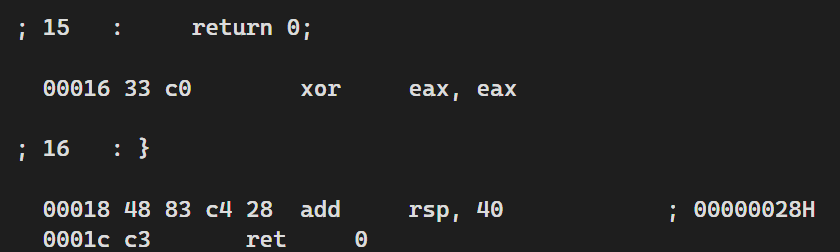 ; 15   :     return 0;
00016 33 c0        xor     eax, eax
; 16   : }
00018 48 83 c4 28  add     rsp, 40            ; 00000028H
0001c c3       ret     0